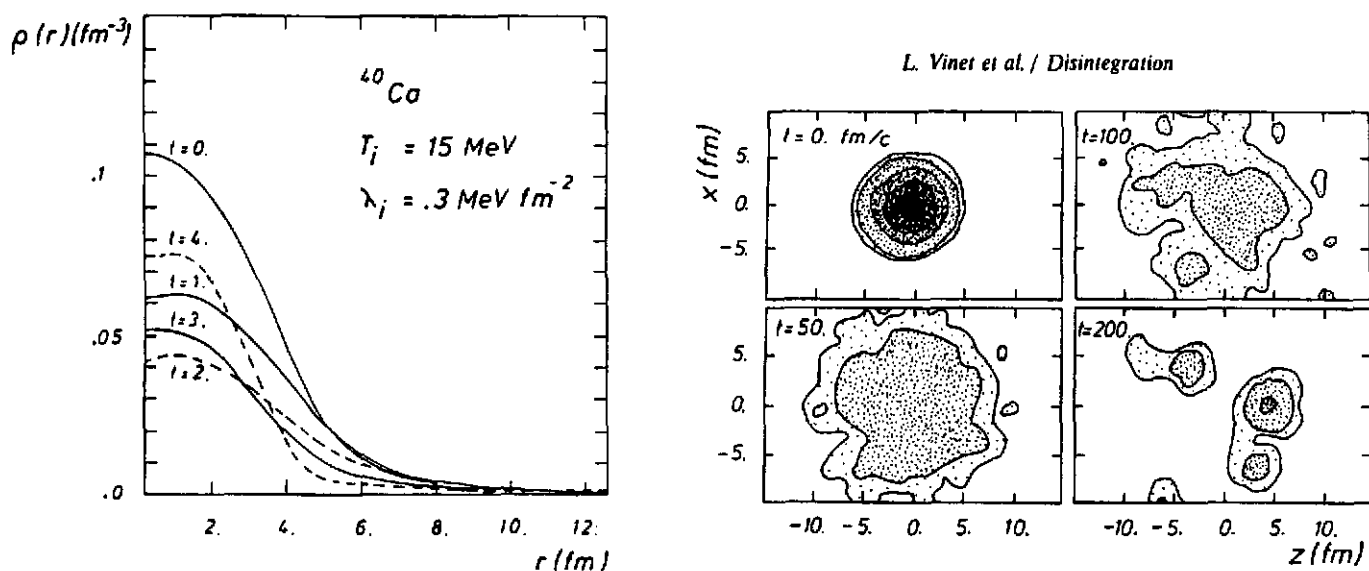 ρ(r)(fm⁻³)
⁴⁰Ca
Tᵢ = 15 MeV
λᵢ = .3 MeV fm⁻²
t=0.
.1
t=4.
t=1.
.05
t=3.
t=2.
.0
2. 4. 6. 8. 10. 12.
r(fm)
L. Vinet et al. / Disintegration
x(fm)
t=0. fm/c
t=100.
5.
0.
-5.
t=50.
t=200.
5.
0.
-5.
-10. -5. 0. 5. 10.
-10. -5. 0. 5. 10.
z(fm)